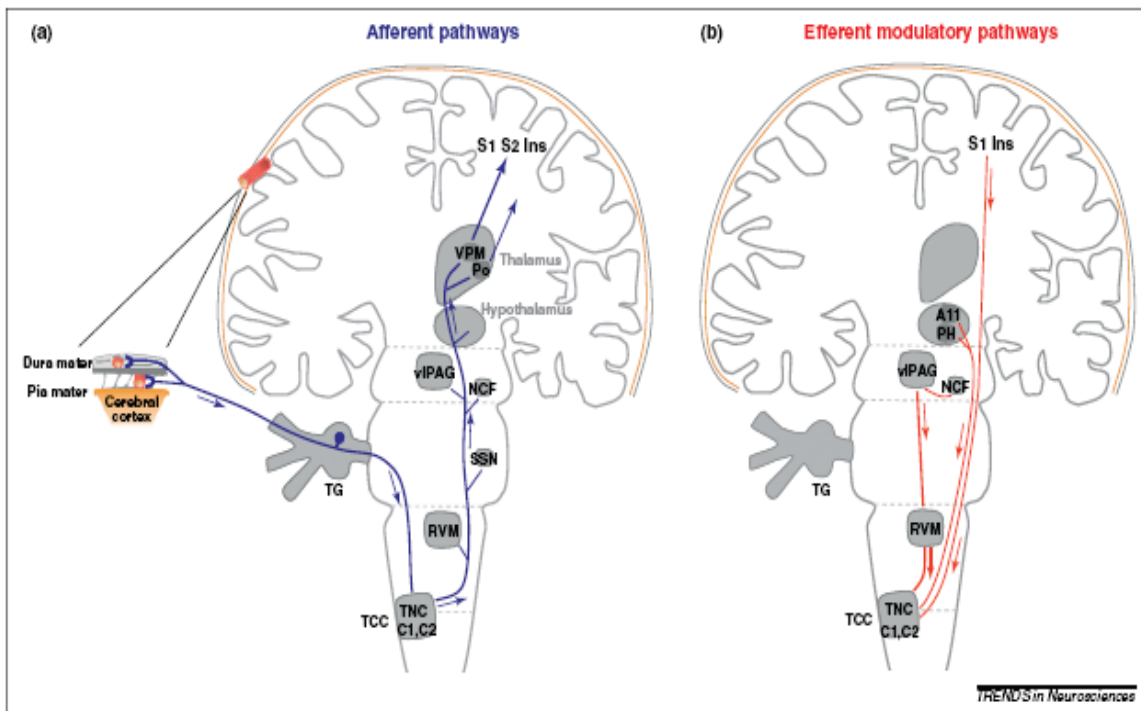 (a)
Afferent pathways
S1 S2 Ins
VPM
Po
Thalamus
Hypothalamus
Dura mater
Pia mater
Cerebral
cortex
vlPAG
NCF
SSN
TG
RVM
TCC
TNC
C1,C2
(b)
Efferent modulatory pathways
S1 Ins
A11
PH
vlPAG
NCF
TG
RVM
TCC
TNC
C1,C2
TRENDS in Neurosciences